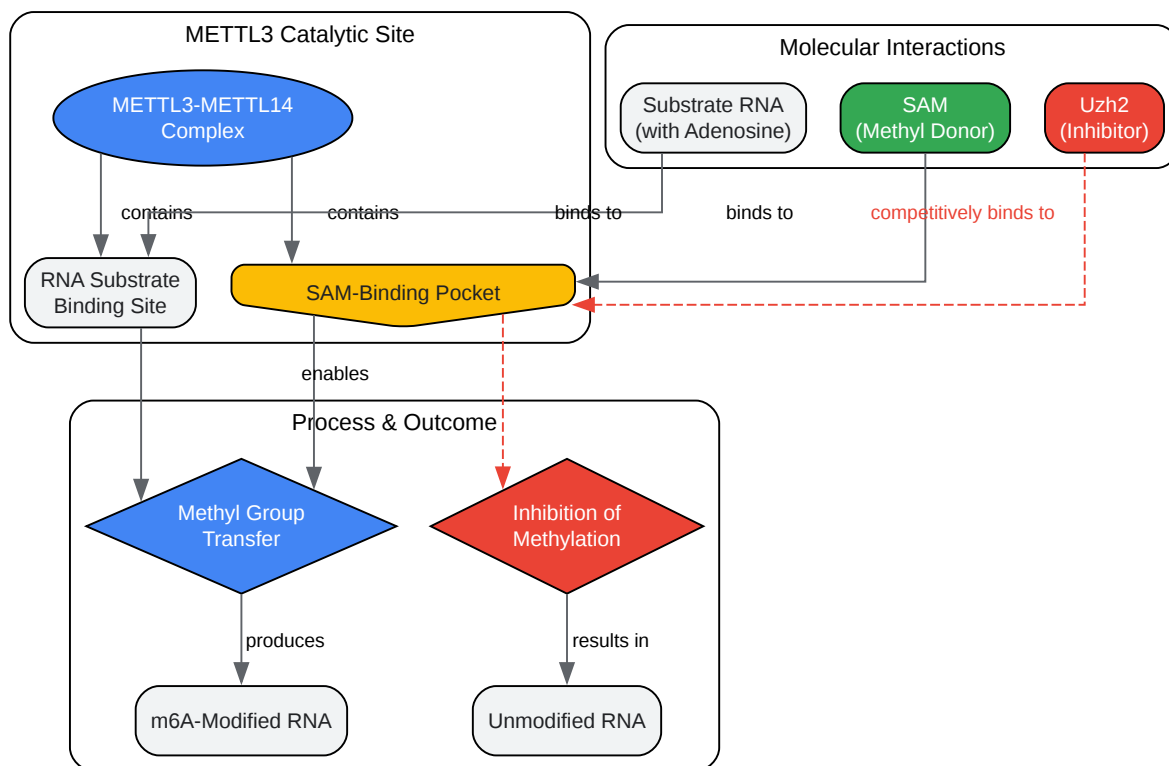 METTL3 Catalytic Site
Molecular Interactions
METTL3-METTL14
Complex
Substrate RNA
(with Adenosine)
SAM
(Methyl Donor)
Uzh2
(Inhibitor)
contains
contains
binds to
binds to
competitively binds to
RNA Substrate
Binding Site
SAM-Binding Pocket
enables
Process & Outcome
Methyl Group
Transfer
Inhibition of
Methylation
produces
results in
m6A-Modified RNA
Unmodified RNA